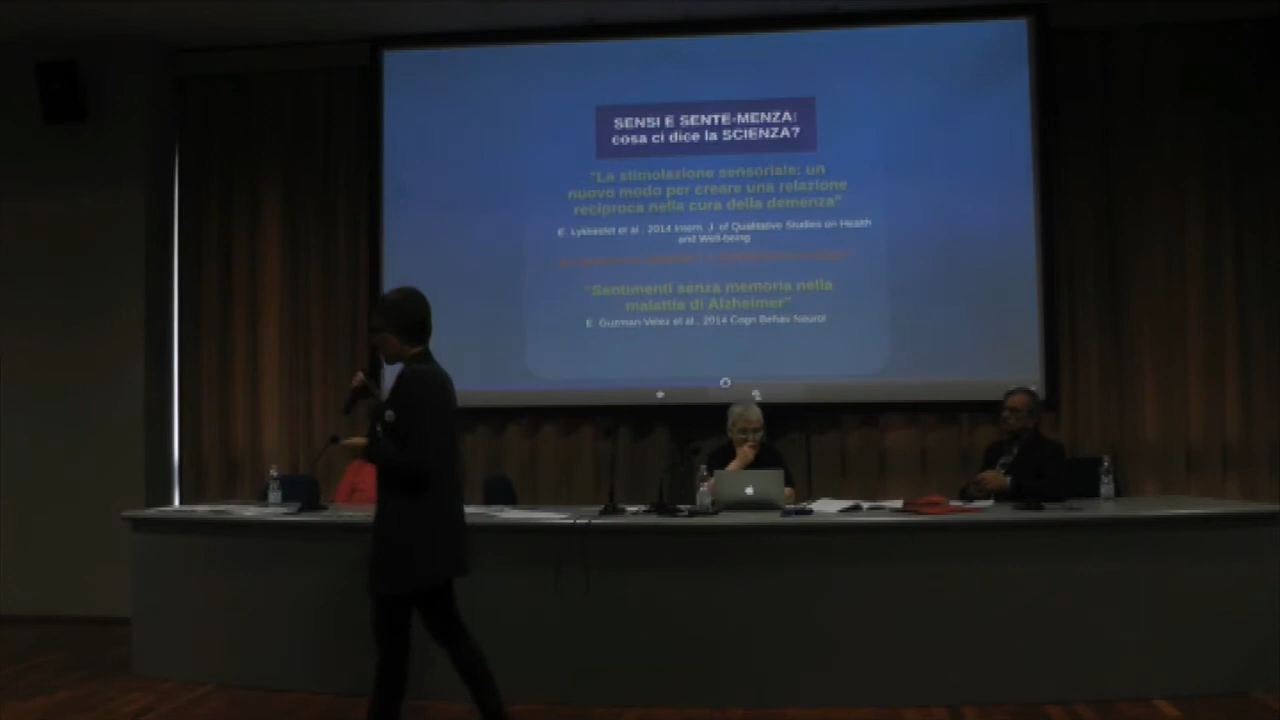 SENSI E SENTE-MENZA:
cosa ci dice la SCIENZA?
"La stimolazione sensoriale: un
nuovo modo per creare una relazione
reciproca nella cura della demenza"
E. Lykkeslet et al., 2014 Intern. J. of Qualitative Studies on Health
and Well-being
"Sentimenti senza memoria nella
malattia di Alzheimer"
E. Guzman-Velez et al., 2014 Cogn Behav Neurol